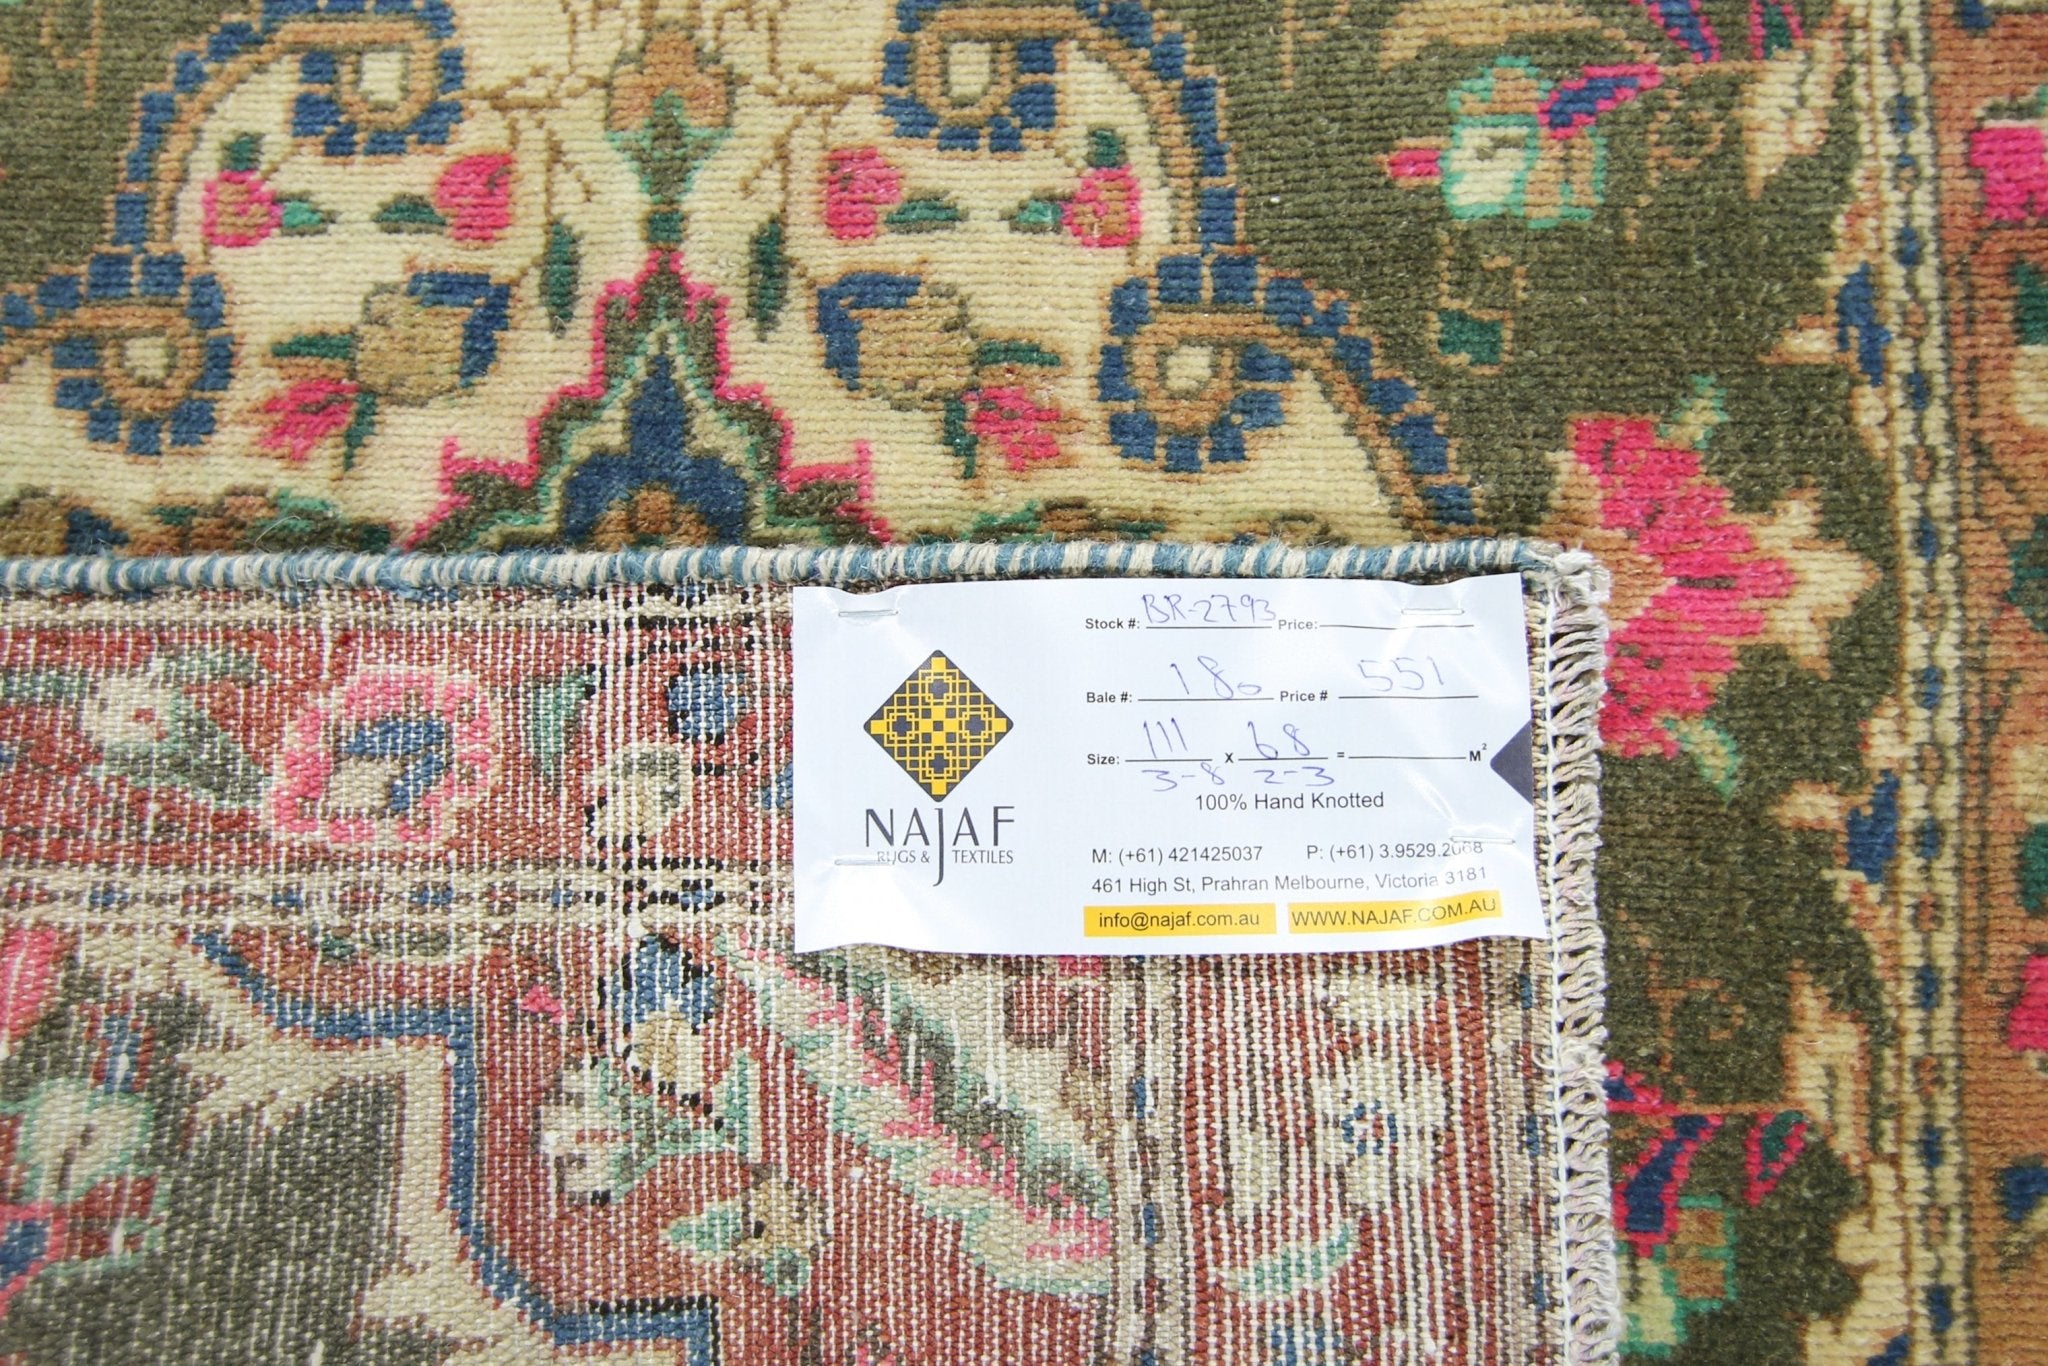 NAJAF
RUGS & TEXTILES
Stock #: BR-2793 Price:
Bale #: 180 Price # 551
Size: 111 x 68 = M²
3-8 2-3
100% Hand Knotted
M: (+61) 421425037 P: (+61) 3.9529.2068
461 High St, Prahran Melbourne, Victoria 3181
info@najaf.com.au WWW.NAJAF.COM.AU